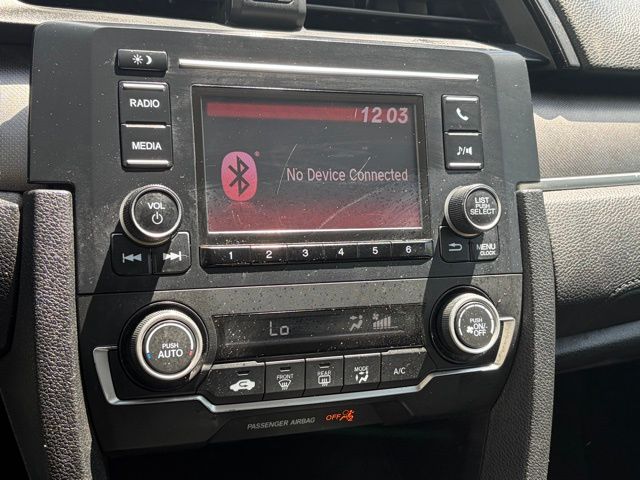 RADIO
12 03
MEDIA
No Device Connected
VOL
LIST
PUSH
SELECT
1 2 3 4 5 6
MENU
CLOCK
Lo
PUSH
AUTO
PUSH
ON/
OFF
FRONT
REAR
MODE
A/C
PASSENGER AIRBAG OFF